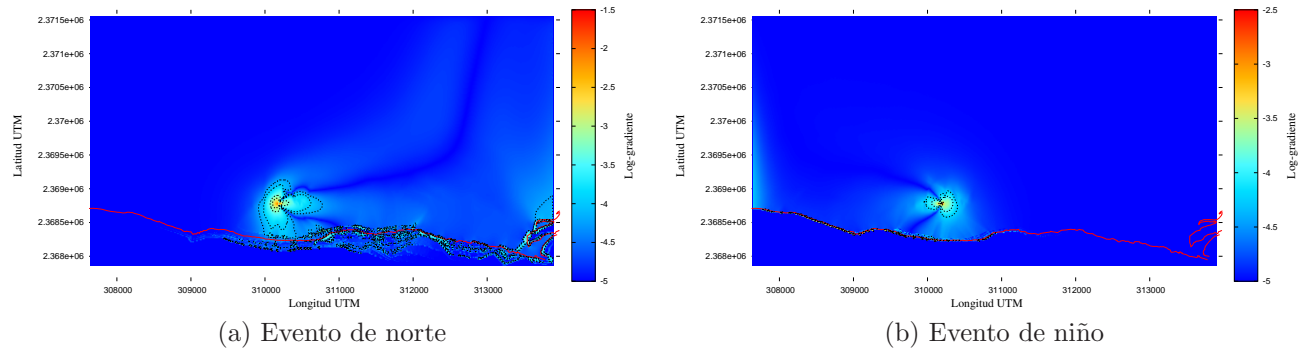 2.3715e+06
2.371e+06
2.3705e+06
2.37e+06
2.3695e+06
2.369e+06
2.3685e+06
2.368e+06
Latitud UTM
308000 309000 310000 311000 312000 313000
Longitud UTM
-1.5
-2
-2.5
-3
-3.5
-4
-4.5
-5
Log-gradiente
(a) Evento de norte
2.3715e+06
2.371e+06
2.3705e+06
2.37e+06
2.3695e+06
2.369e+06
2.3685e+06
2.368e+06
Latitud UTM
308000 309000 310000 311000 312000 313000
Longitud UTM
-2.5
-3
-3.5
-4
-4.5
-5
Log-gradiente
(b) Evento de niño